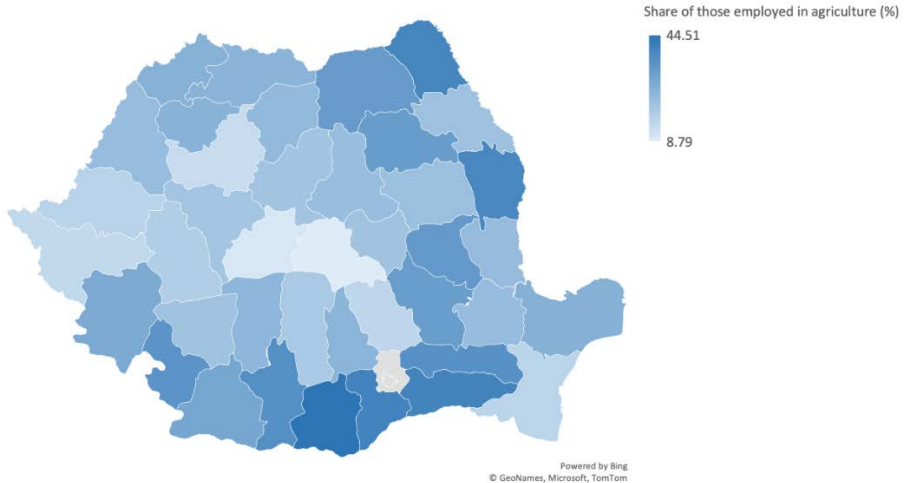 Share of those employed in agriculture (%)
44.51
8.79
Powered by Bing
© GeoNames, Microsoft, TomTom